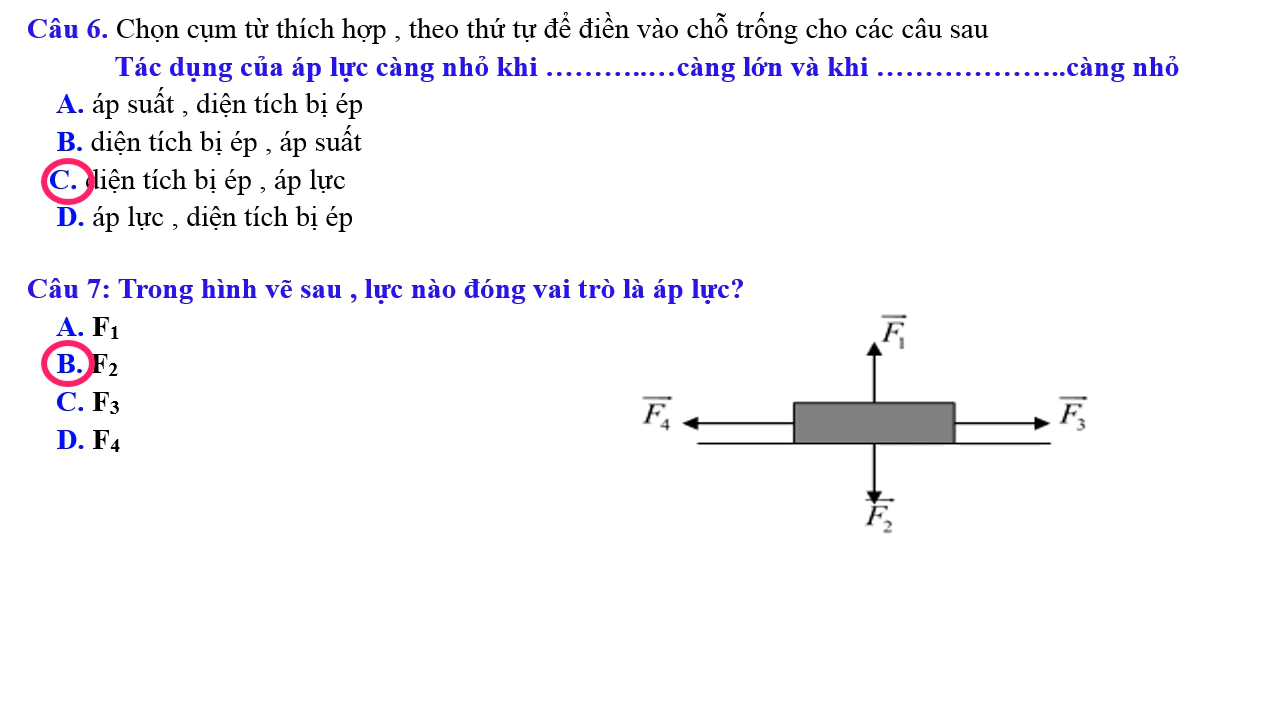 Câu 6. Chọn cụm từ thích hợp , theo thứ tự để điền vào chỗ trống cho các câu sau
Tác dụng của áp lực càng nhỏ khi ………..…càng lớn và khi …………………..càng nhỏ
A. áp suất , diện tích bị ép
B. diện tích bị ép , áp suất
C. diện tích bị ép , áp lực
D. áp lực , diện tích bị ép
Câu 7: Trong hình vẽ sau , lực nào đóng vai trò là áp lực?
A. F₁
B. F₂
C. F₃
D. F₄
F₁
F₄
F₃
F₂